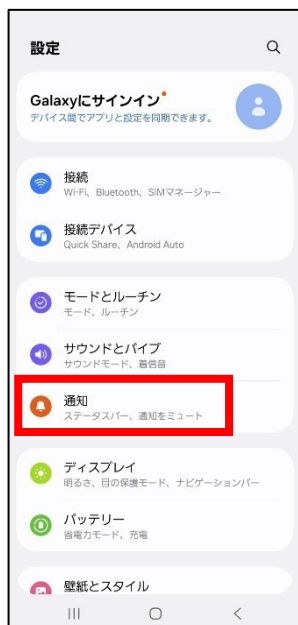 設定
Galaxyにサインイン
デバイス間でアプリと設定を同期できます。
接続
Wi-Fi、Bluetooth、SIMマネージャー
接続デバイス
Quick Share、Android Auto
モードとルーチン
モード、ルーチン
サウンドとバイブ
サウンドモード、着信音
通知
ステータスバー、通知をミュート
ディスプレイ
明るさ、目の保護モード、ナビゲーションバー
バッテリー
省電力モード、充電
壁紙とスタイル